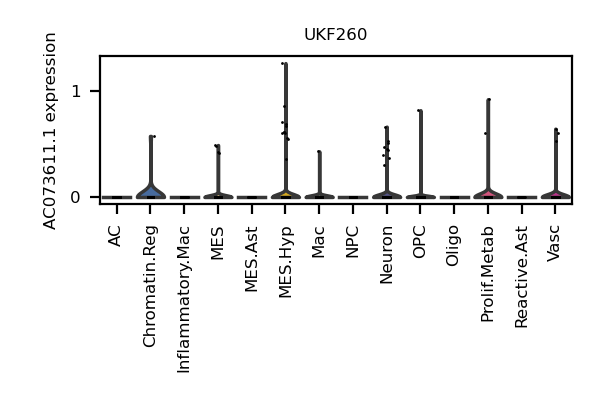 UKF260
AC073611.1 expression
1
0
AC
Chromatin.Reg
Inflammatory.Mac
MES
MES.Ast
MES.Hyp
Mac
NPC
Neuron
OPC
Oligo
Prolif.Metab
Reactive.Ast
Vasc